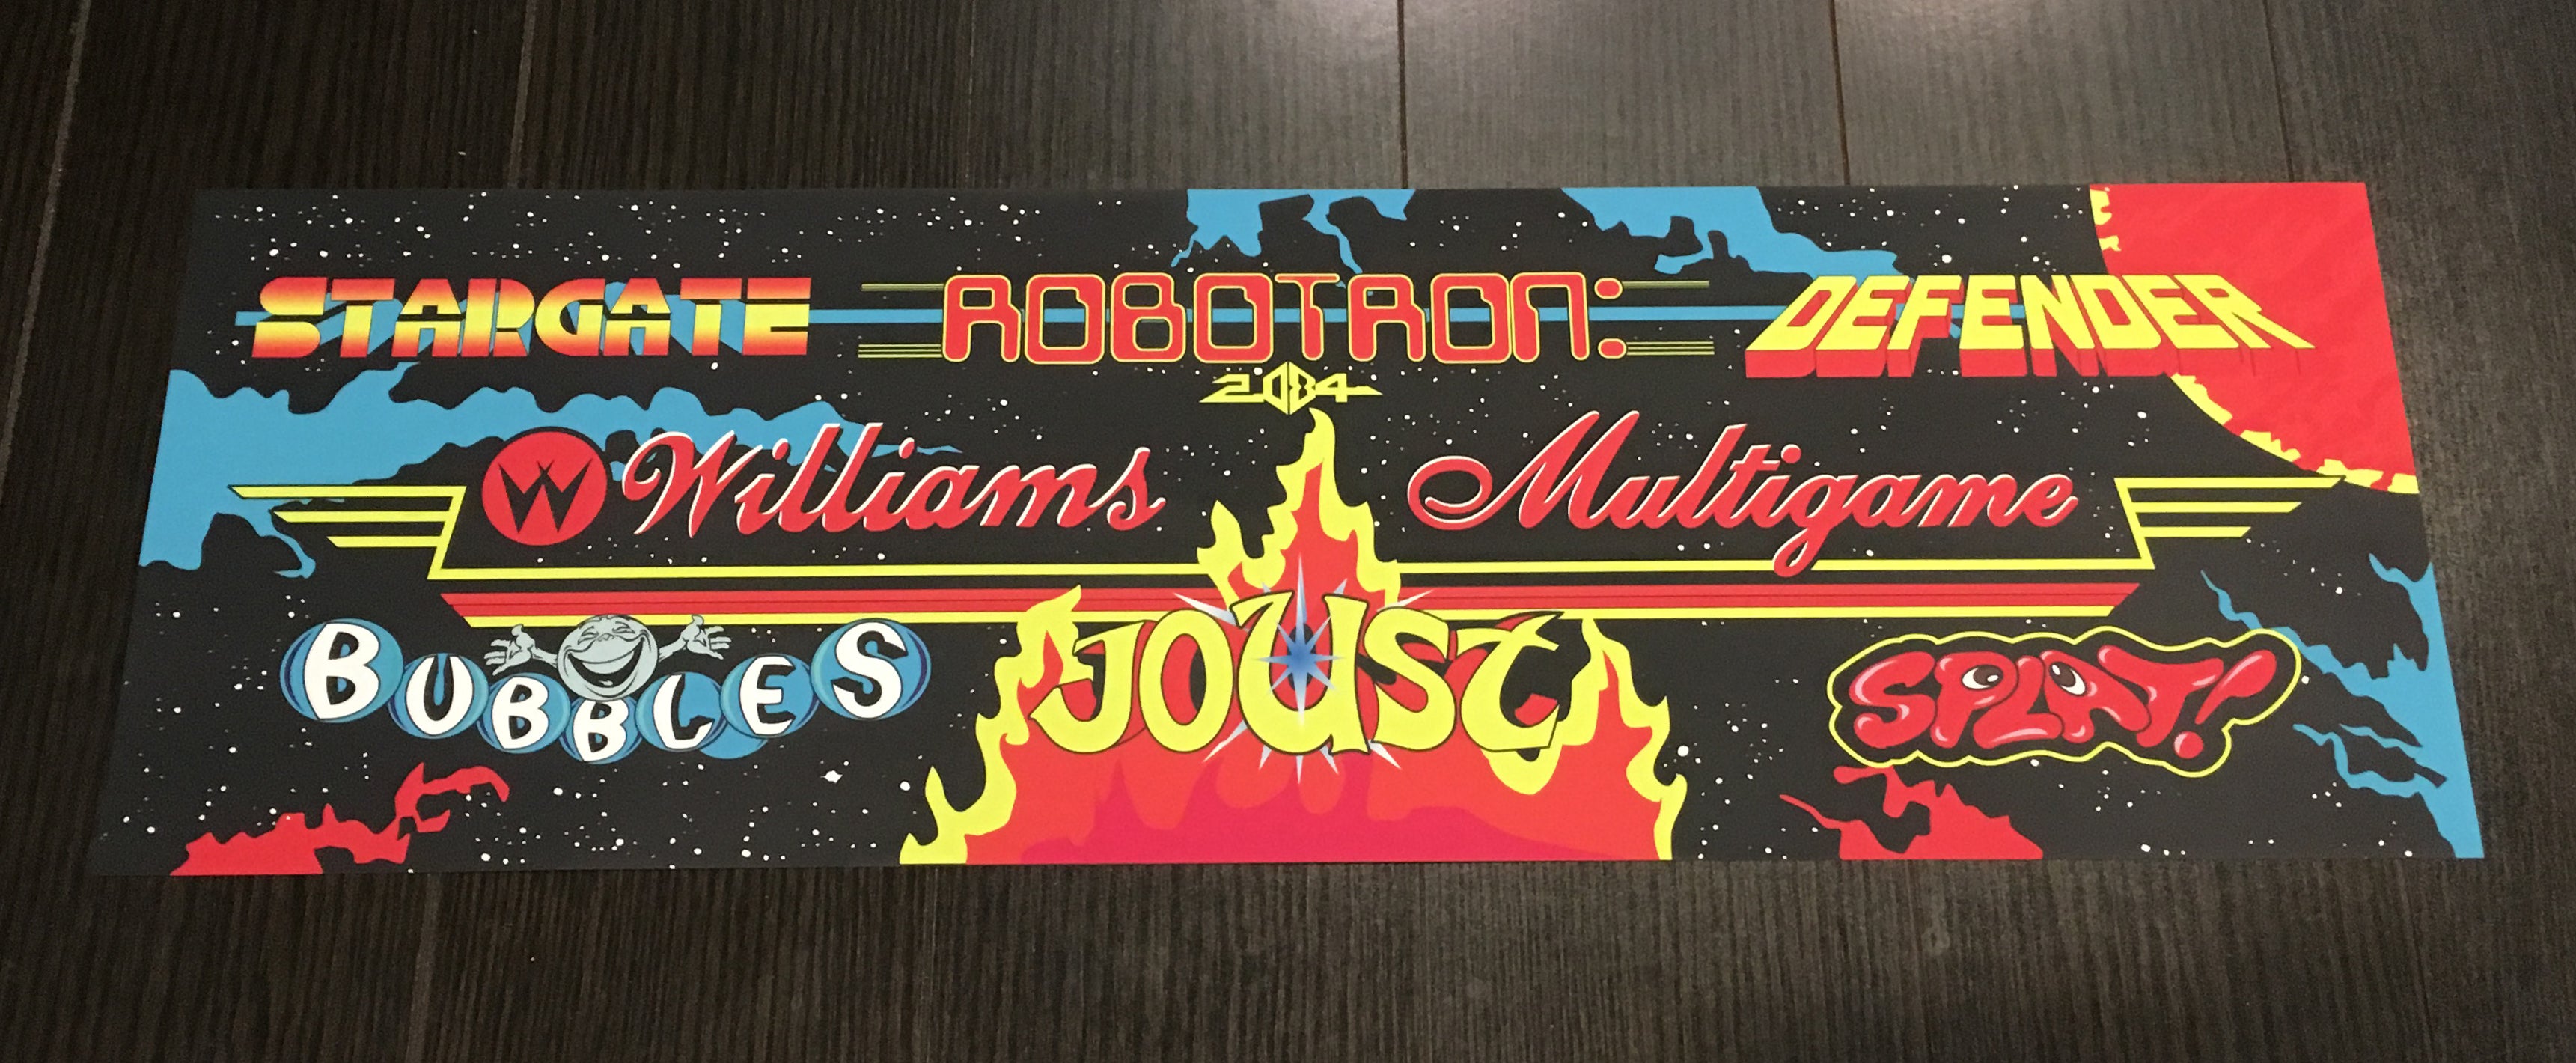 STARGATE
ROBOTRON:
2084
DEFENDER
W Williams Multigame
BUBBLES
JOUST
SPLAT!